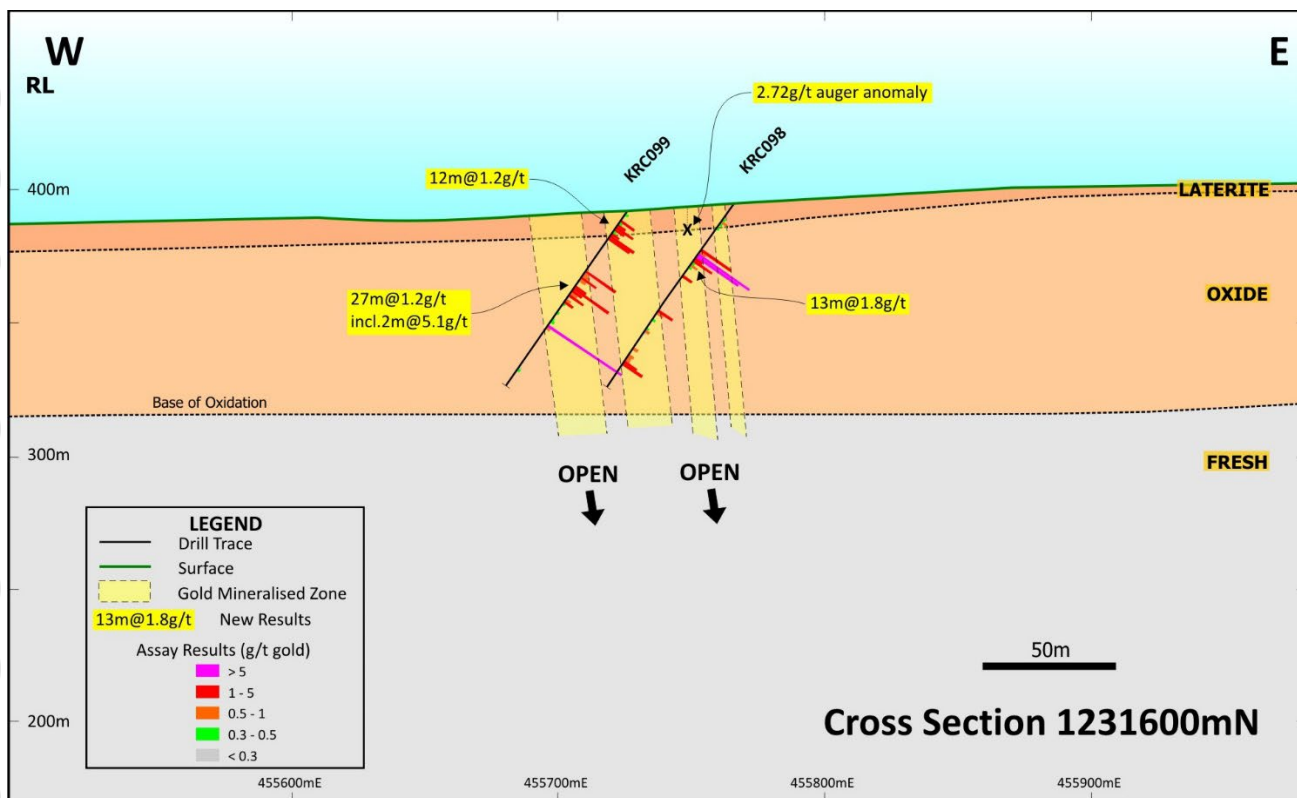 W
E
RL
2.72g/t auger anomaly
KRC099
KRC098
12m@1.2g/t
400m
LATERITE
27m@1.2g/t
incl.2m@5.1g/t
13m@1.8g/t
OXIDE
Base of Oxidation
300m
FRESH
OPEN
OPEN
LEGEND
Drill Trace
Surface
Gold Mineralised Zone
13m@1.8g/t New Results
Assay Results (g/t gold)
> 5
1 - 5
0.5 - 1
0.3 - 0.5
< 0.3
50m
200m
Cross Section 1231600mN
455600mE
455700mE
455800mE
455900mE
X